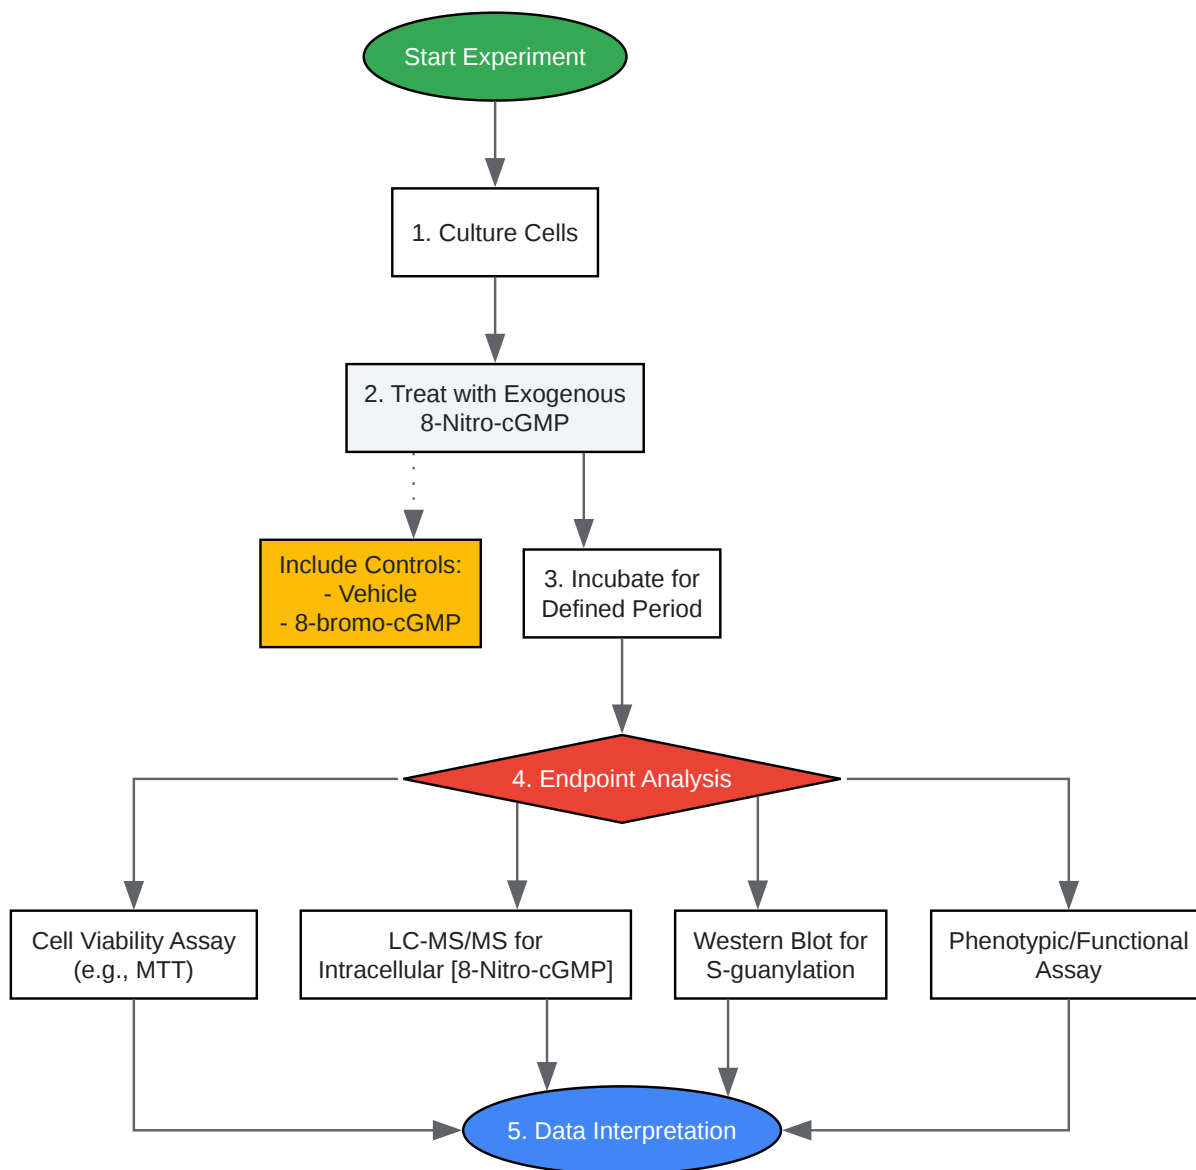 Start Experiment
1. Culture Cells
2. Treat with Exogenous
8-Nitro-cGMP
Include Controls:
- Vehicle
- 8-bromo-cGMP
3. Incubate for
Defined Period
4. Endpoint Analysis
Cell Viability Assay
(e.g., MTT)
LC-MS/MS for
Intracellular [8-Nitro-cGMP]
Western Blot for
S-guanylation
Phenotypic/Functional
Assay
5. Data Interpretation